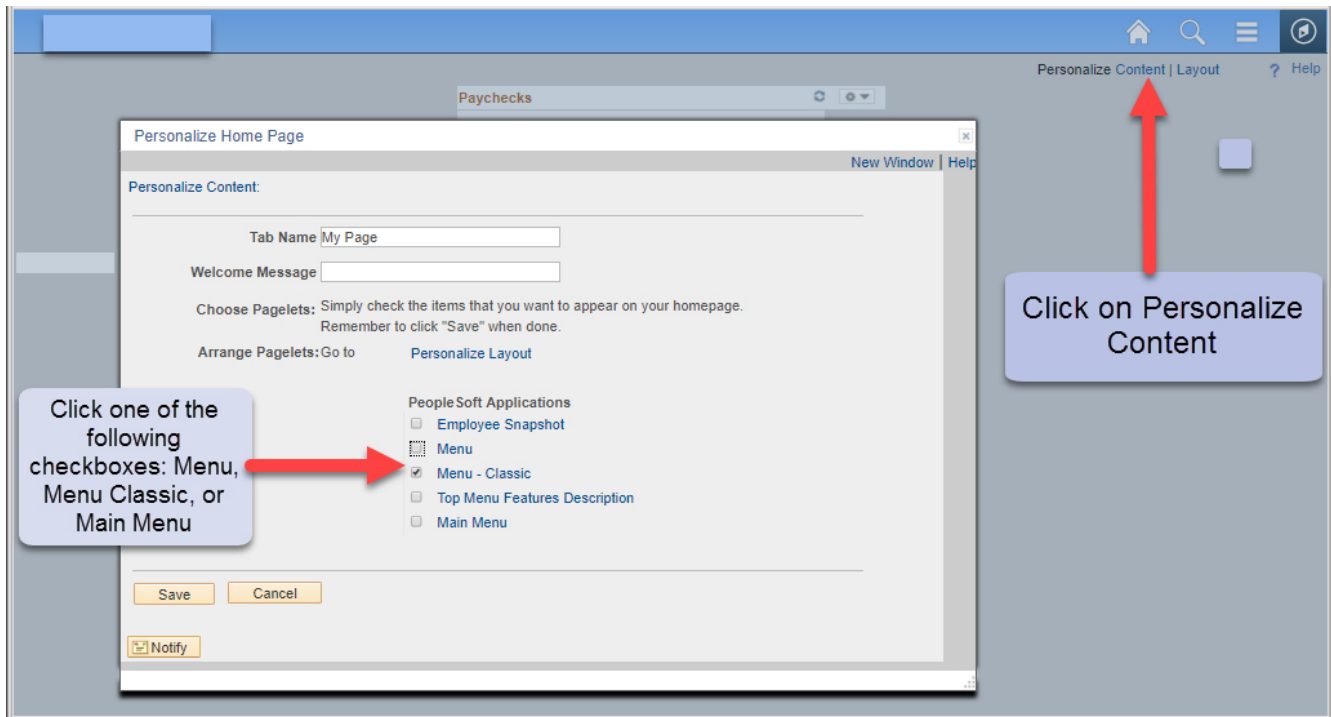 Personalize Content | Layout ? Help
Paychecks
Personalize Home Page
New Window | Help
Personalize Content:
Tab Name My Page
Welcome Message
Choose Pagelets: Simply check the items that you want to appear on your homepage.
Remember to click "Save" when done.
Arrange Pagelets: Go to Personalize Layout
PeopleSoft Applications
Employee Snapshot
Menu
Menu - Classic
Top Menu Features Description
Main Menu
Save Cancel
Notify
Click on Personalize
Content
Click one of the
following
checkboxes: Menu,
Menu Classic, or
Main Menu